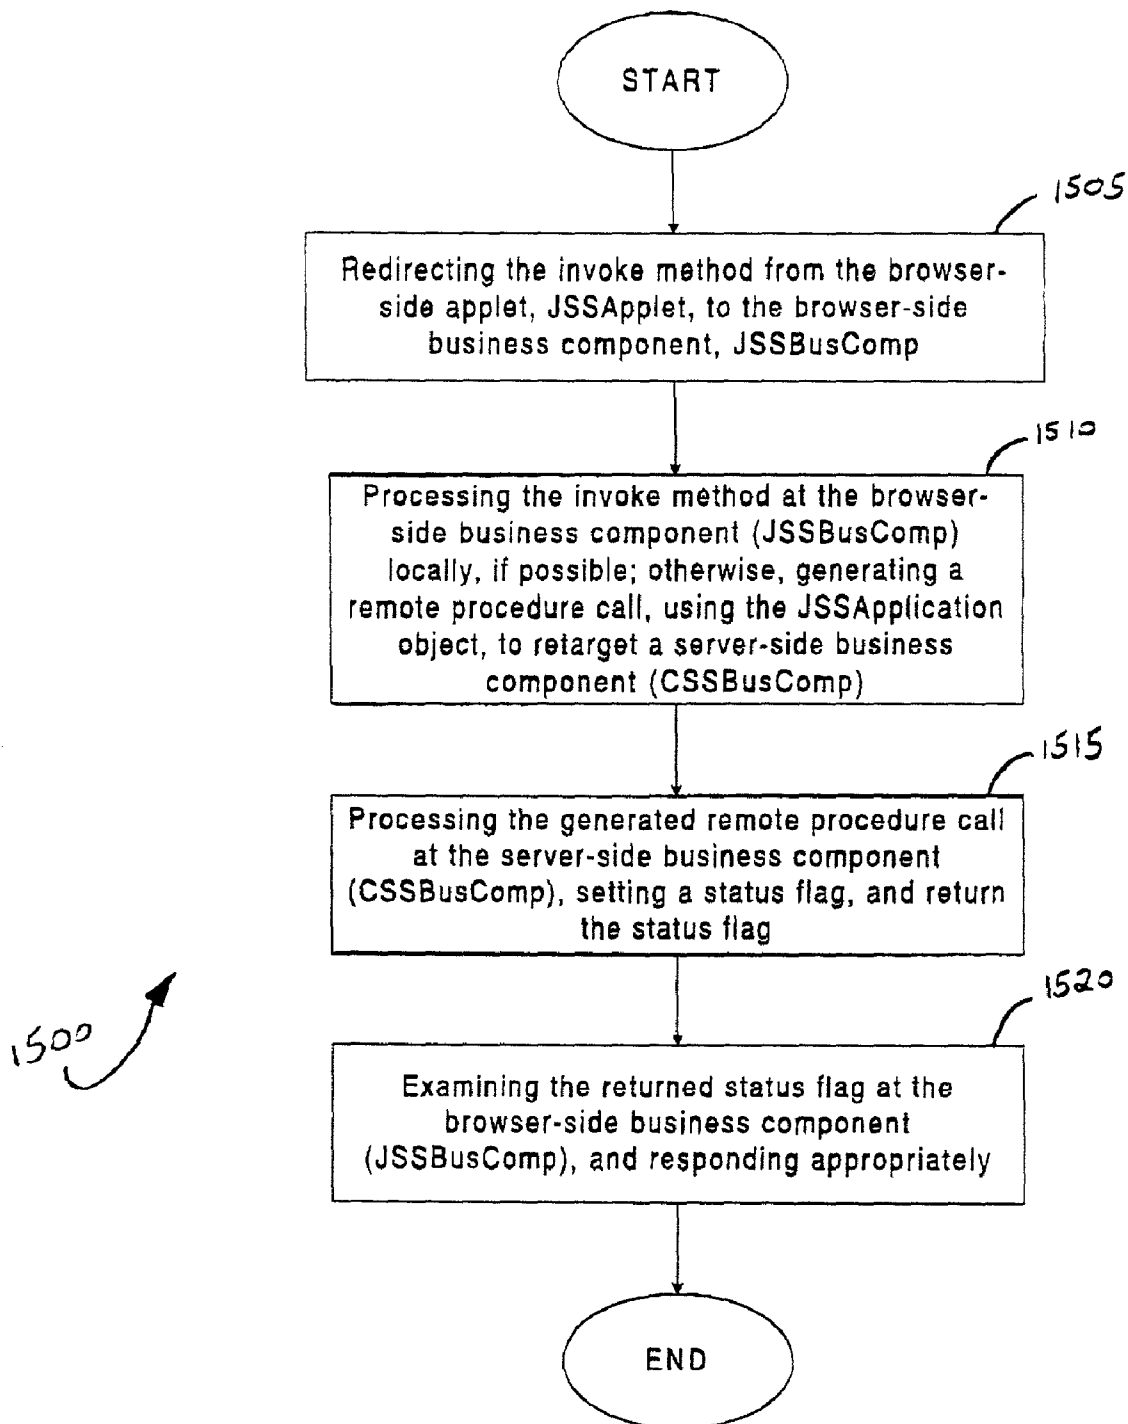 START
1505
Redirecting the invoke method from the browser-
side applet, JSSApplet, to the browser-side
business component, JSSBusComp
1510
Processing the invoke method at the browser-
side business component (JSSBusComp)
locally, if possible; otherwise, generating a
remote procedure call, using the JSSApplication
object, to retarget a server-side business
component (CSSBusComp)
1515
Processing the generated remote procedure call
at the server-side business component
(CSSBusComp), setting a status flag, and return
the status flag
1520
1500
Examining the returned status flag at the
browser-side business component
(JSSBusComp), and responding appropriately
END